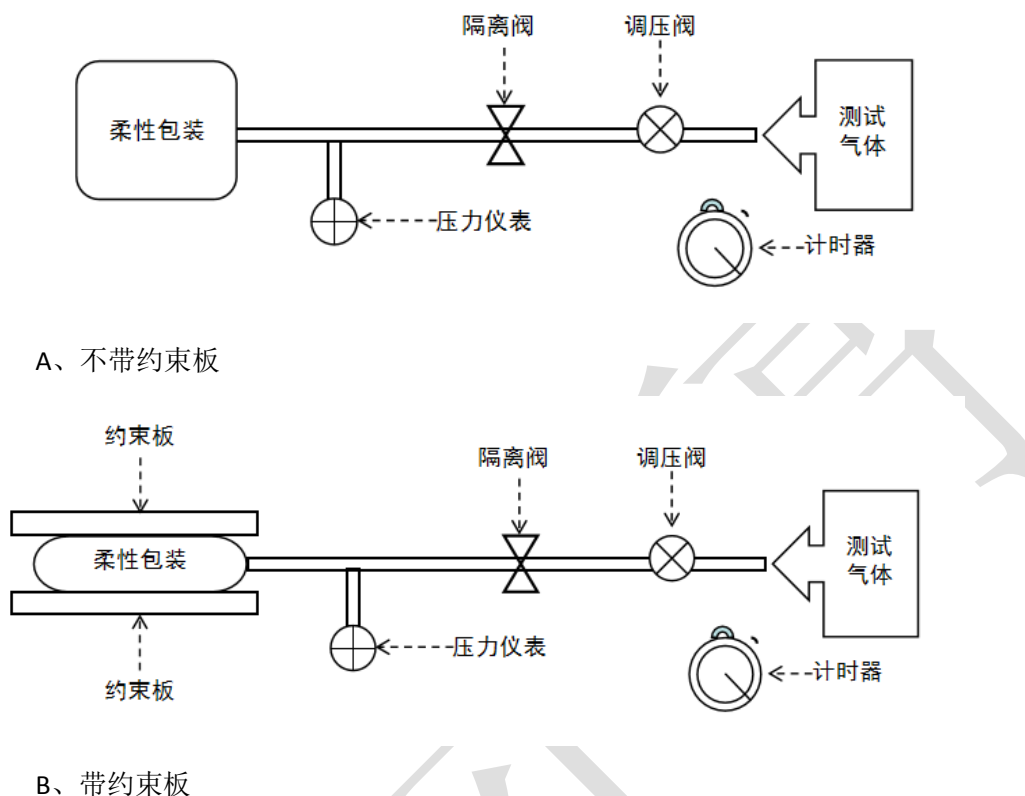 隔离阀 调压阀
柔性包装
测试
气体
压力仪表
计时器
A、不带约束板
约束板
隔离阀 调压阀
柔性包装
测试
气体
压力仪表
计时器
约束板
B、带约束板